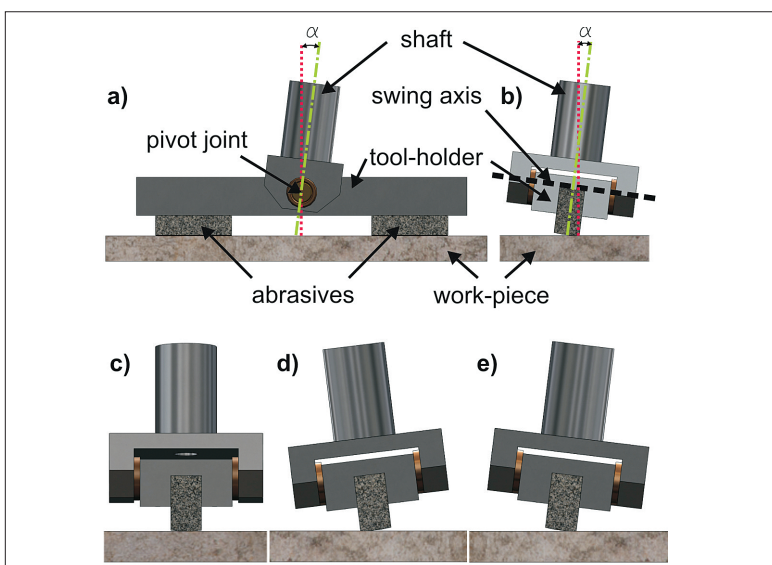 α
α
shaft
a)
b)
swing axis
pivot joint
tool-holder
abrasives
work-piece
c)
d)
e)